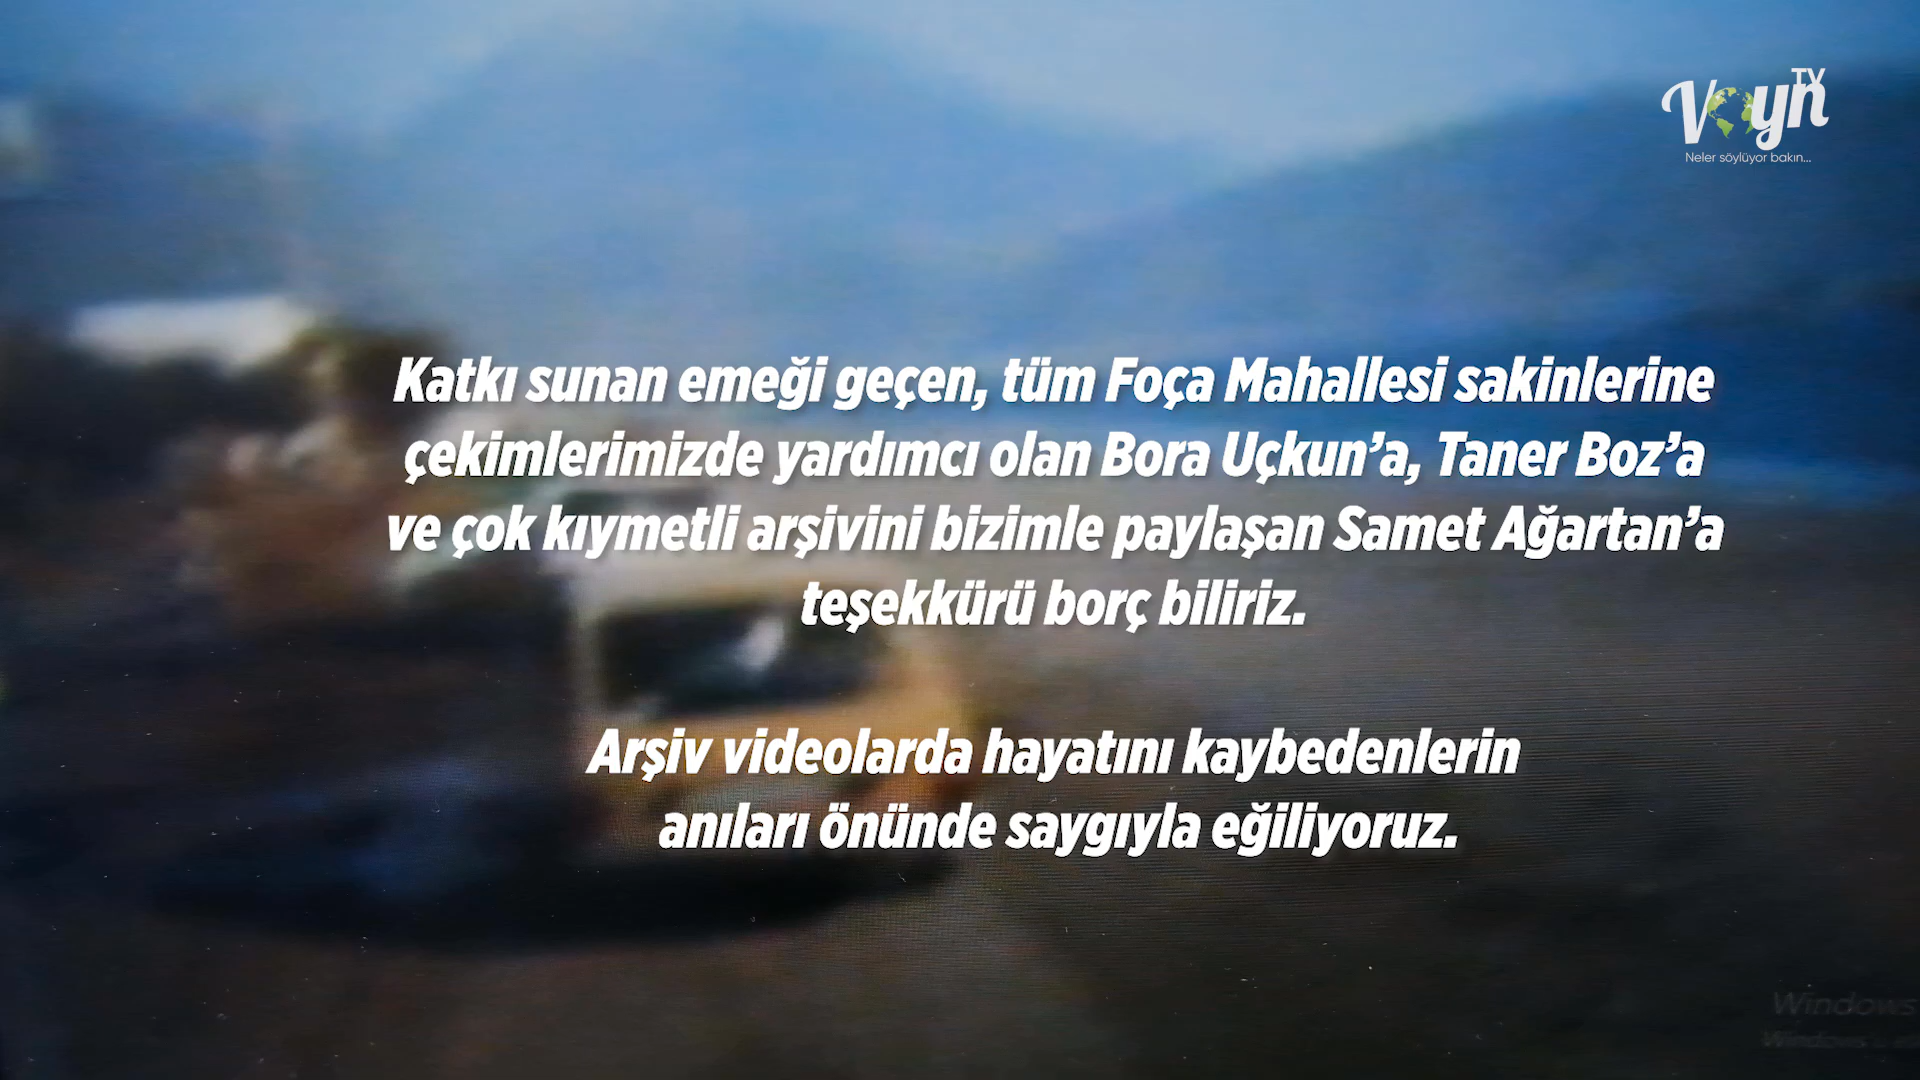 Voyn TV
Neler söylüyor bakın...
Katkı sunan emeği geçen, tüm Foça Mahallesi sakinlerine
çekimlerimizde yardımcı olan Bora Uçkun’a, Taner Boz’a
ve çok kıymetli arşivini bizimle paylaşan Samet Ağartan’a
teşekkürü borç biliriz.
Arşiv videolarda hayatını kaybedenlerin
anıları önünde saygıyla eğiliyoruz.
Windows